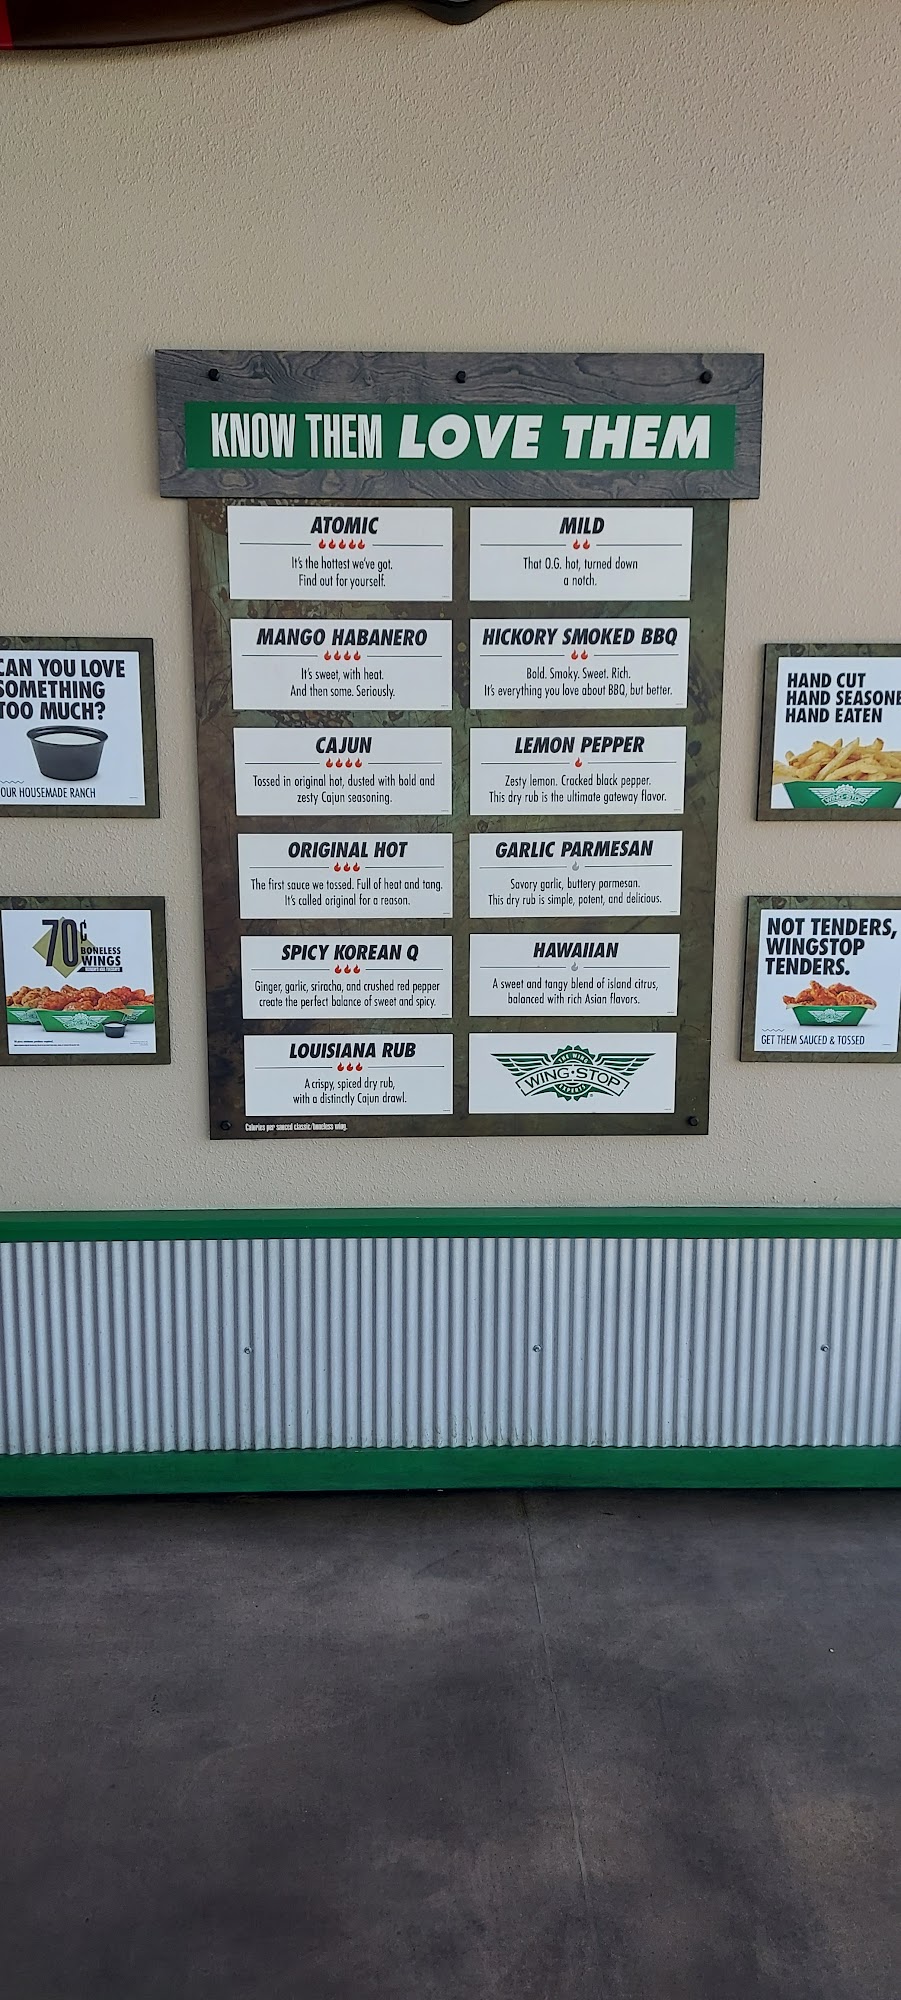 KNOW THEM LOVE THEM
ATOMIC
It's the hottest we've got.
Find out for yourself.
MANGO HABANERO
It's sweet, with heat.
And then some. Seriously.
CAJUN
Tossed in original hot, dusted with bold and
zesty Cajun seasoning.
ORIGINAL HOT
The first sauce we tossed. Full of heat and tang.
It's called original for a reason.
SPICY KOREAN Q
Ginger, garlic, sriracha, and crushed red pepper
create the perfect balance of sweet and spicy.
LOUISIANA RUB
A crispy, spiced dry rub,
with a distinctly Cajun drawl.
Calories per sauced classic/boneless wing.
MILD
That O.G. hot, turned down
a notch.
HICKORY SMOKED BBQ
Bold. Smoky. Sweet. Rich.
It's everything you love about BBQ, but better.
LEMON PEPPER
Zesty lemon. Cracked black pepper.
This dry rub is the ultimate gateway flavor.
GARLIC PARMESAN
Savory garlic, buttery parmesan.
This dry rub is simple, potent, and delicious.
HAWAIIAN
A sweet and tangy blend of island citrus,
balanced with rich Asian flavors.
THE WING
WING·STOP
EXPERTS
CAN YOU LOVE
SOMETHING
TOO MUCH?
OUR HOUSEMADE RANCH
70¢
BONELESS
WINGS
HAND CUT
HAND SEASONE
HAND EATEN
WING·STOP
NOT TENDERS,
WINGSTOP
TENDERS.
GET THEM SAUCED & TOSSED